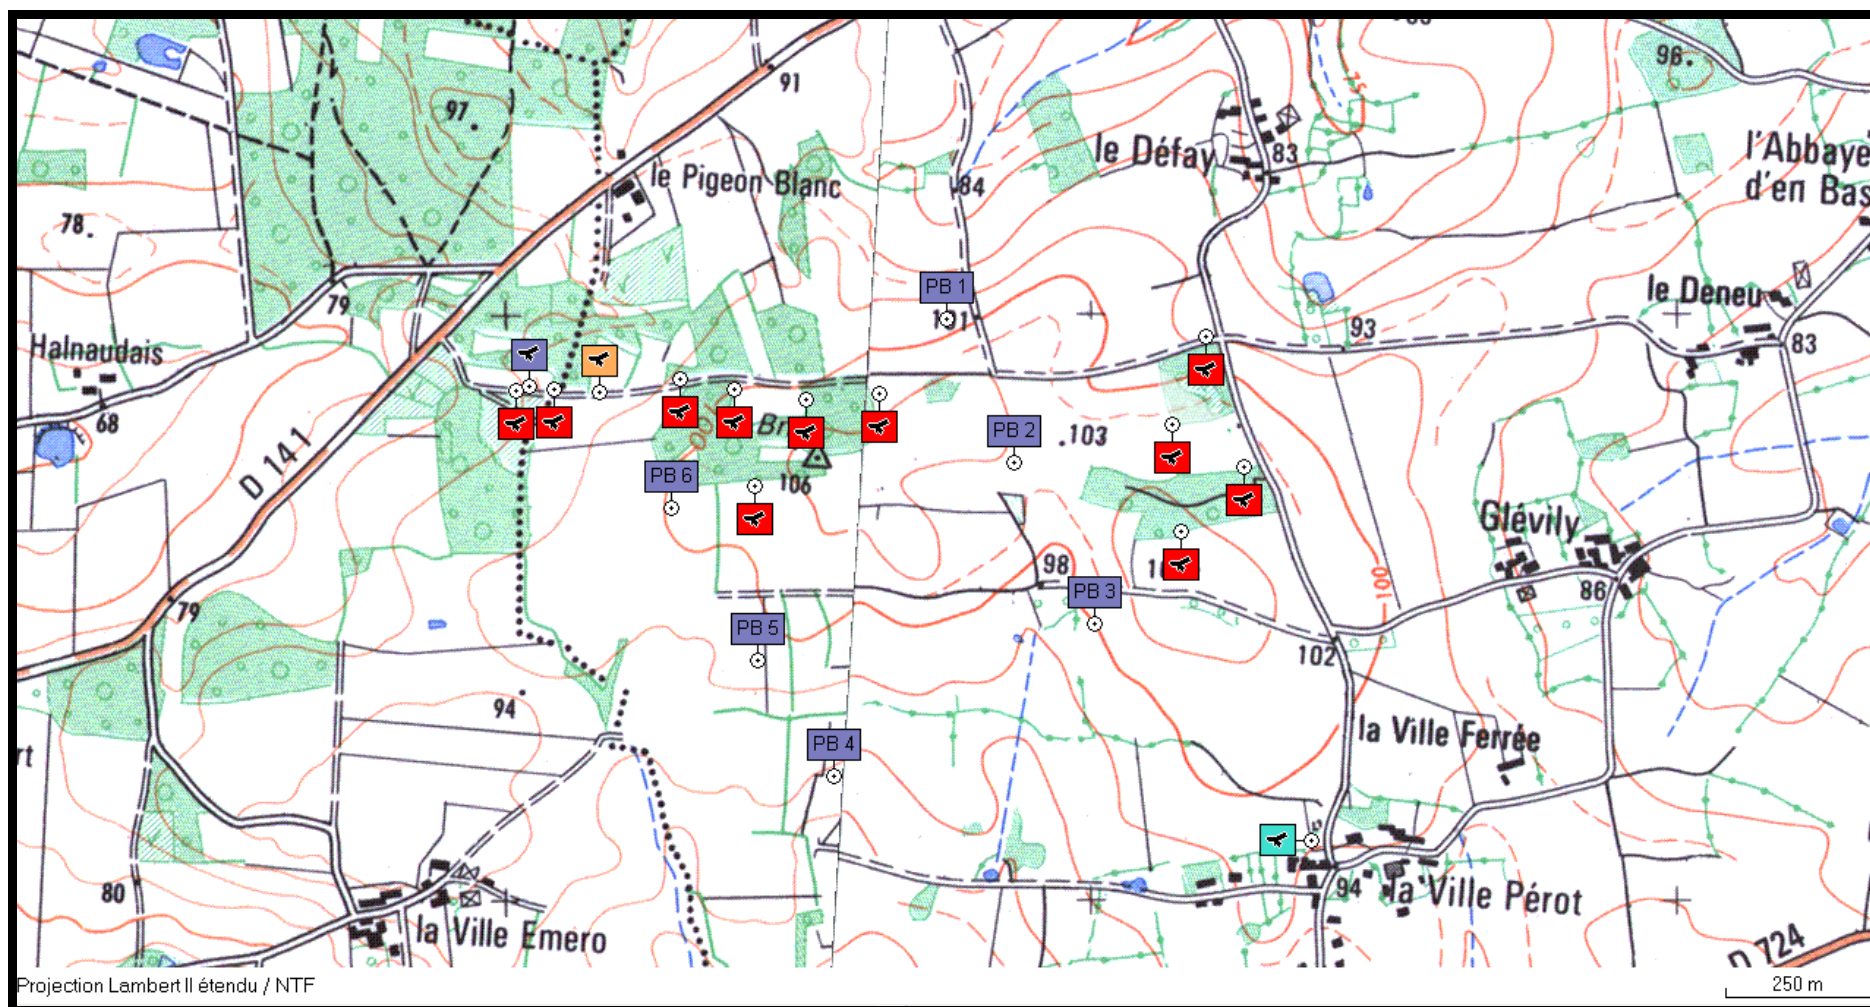 96.
91
97
le Défay
83
l'Abbaye
d'en Bas
le Pigeon Blanc
84
78.
PB 1
le Deneu
79
101
93
83
Halnaudais
68
100
PB 2
.103
D 141
PB 6
106
Glévily
98
100
79
PB 3
86
PB 5
102
94
la Ville Ferrée
PB 4
80
94
la Ville Pérot
la Ville Emero
D 724
Projection Lambert II étendu / NTF
250 m